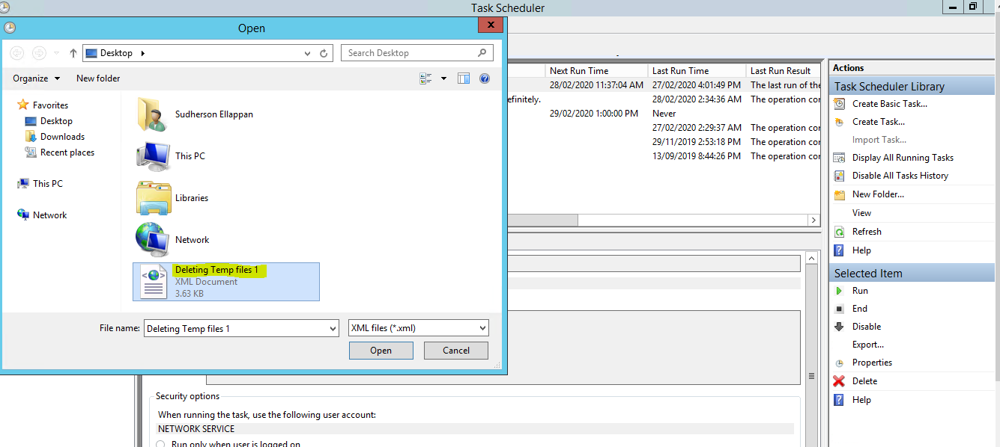 Task Scheduler
Open
Desktop
Search Desktop
Organize
New folder
Favorites
Desktop
Downloads
Recent places
This PC
Network
Sudherson Ellappan
This PC
Libraries
Network
Deleting Temp files 1
XML Document
3.63 KB
File name:
Deleting Temp files 1
XML files (*.xml)
Open
Cancel
Next Run Time Last Run Time Last Run Result
28/02/2020 11:37:04 AM 27/02/2020 4:01:49 PM The last run of the
efinitely. 28/02/2020 2:34:36 AM The operation cor
29/02/2020 1:00:00 PM Never
27/02/2020 2:29:37 AM The operation cor
29/11/2019 2:53:18 PM The operation cor
13/09/2019 8:44:26 PM The operation cor
Security options
When running the task, use the following user account:
NETWORK SERVICE
Run only when user is logged on
Actions
Task Scheduler Library
Create Basic Task...
Create Task...
Import Task...
Display All Running Tasks
Disable All Tasks History
New Folder...
View
Refresh
Help
Selected Item
Run
End
Disable
Export...
Properties
Delete
Help